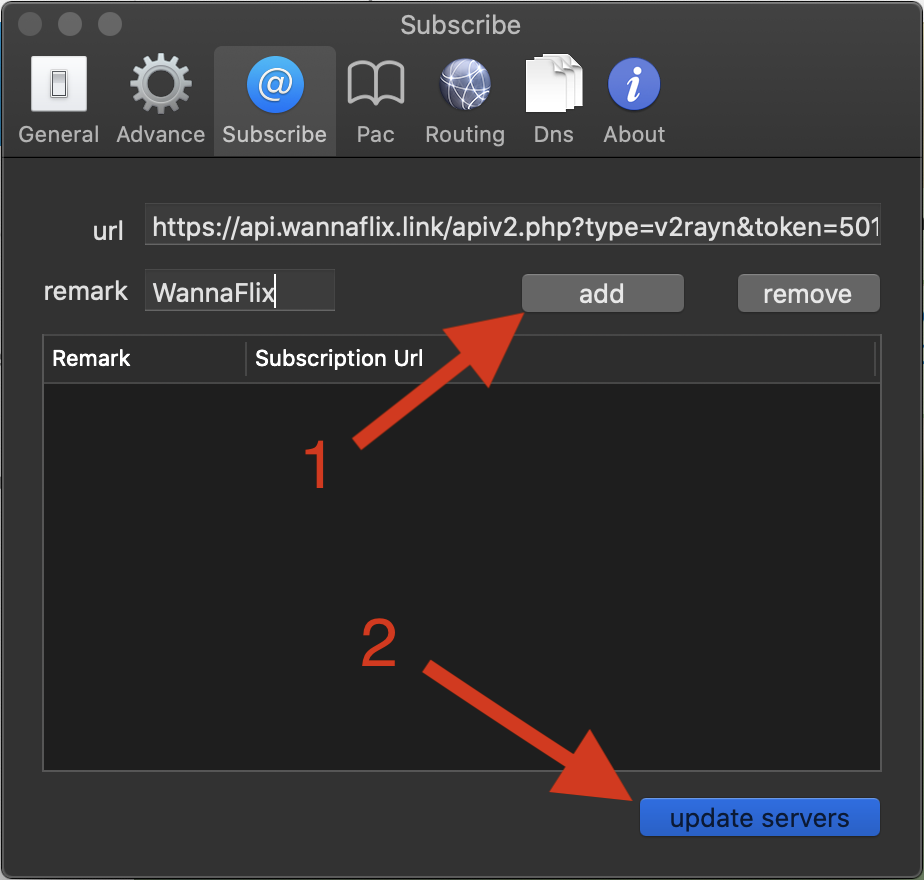 Subscribe
General Advance Subscribe Pac Routing Dns About
url https://api.wannaflix.link/apiv2.php?type=v2rayn&token=501
remark WannaFlix add remove
Remark Subscription Url
1
2
update servers